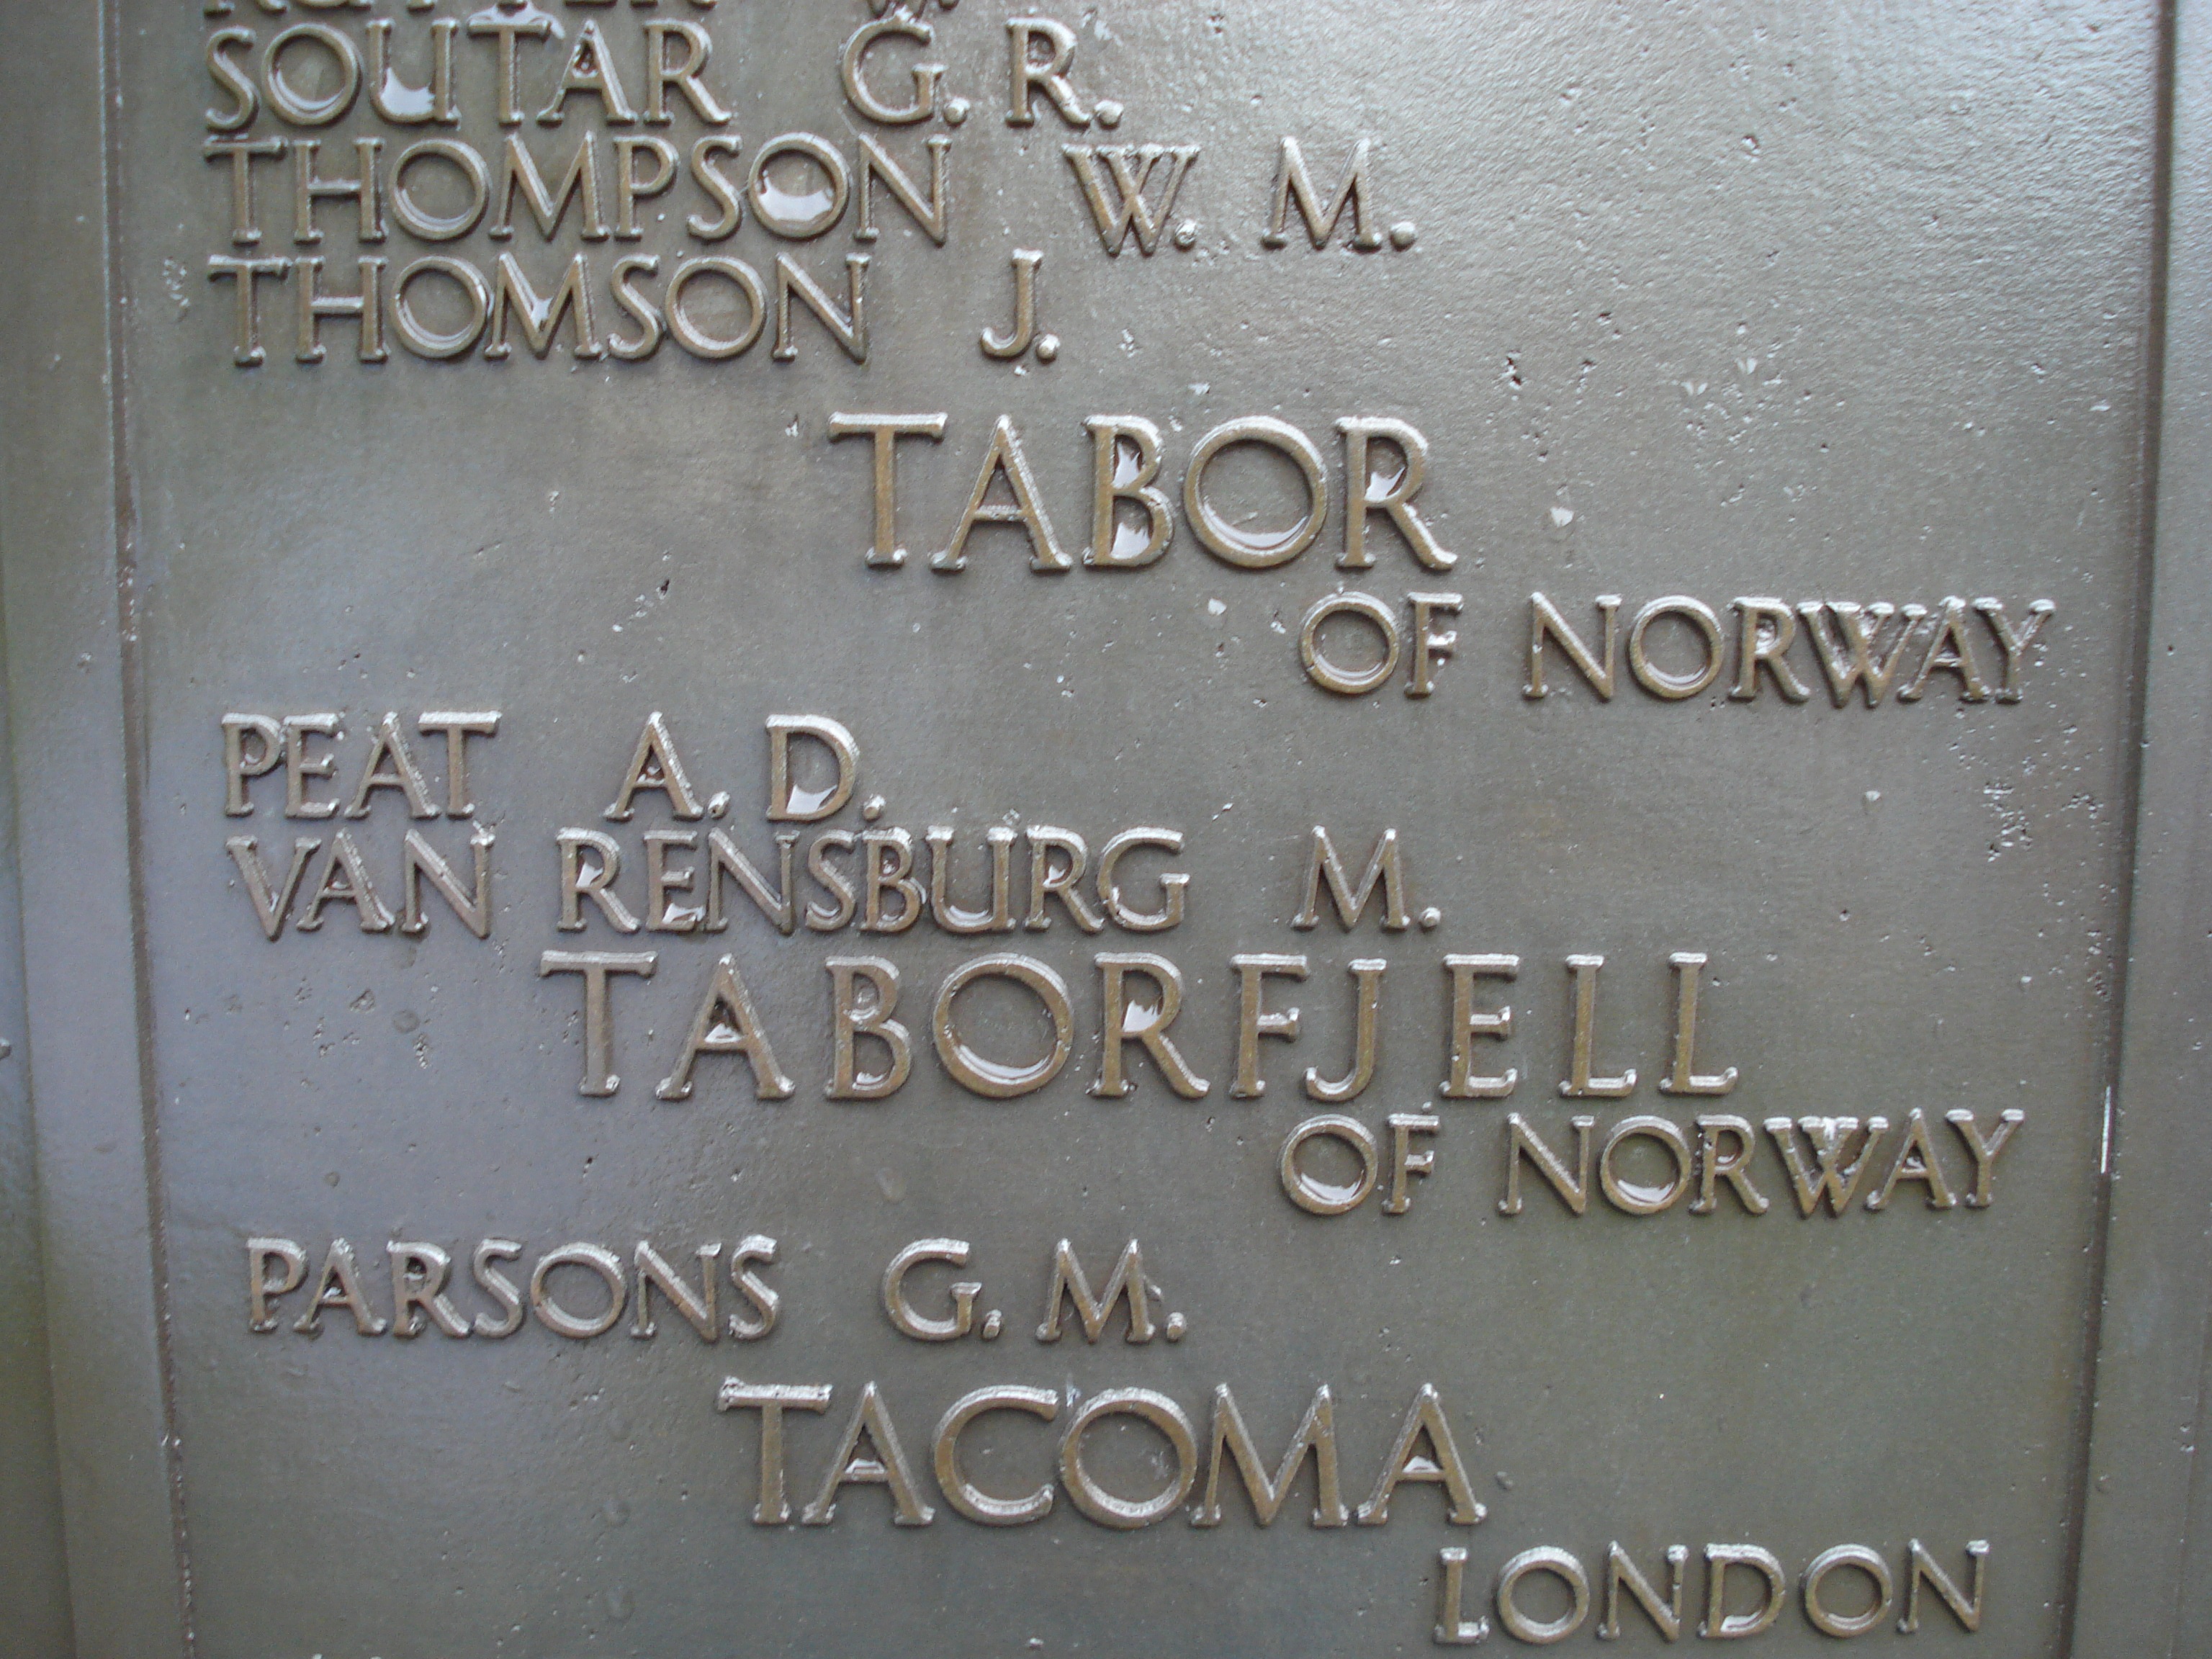 SOUTAR G. R.
THOMPSON W. M.
THOMSON J.
TABOR
OF NORWAY
PEAT A. D.
VAN RENSBURG M.
TABORFJELL
OF NORWAY
PARSONS G. M.
TACOMA
LONDON